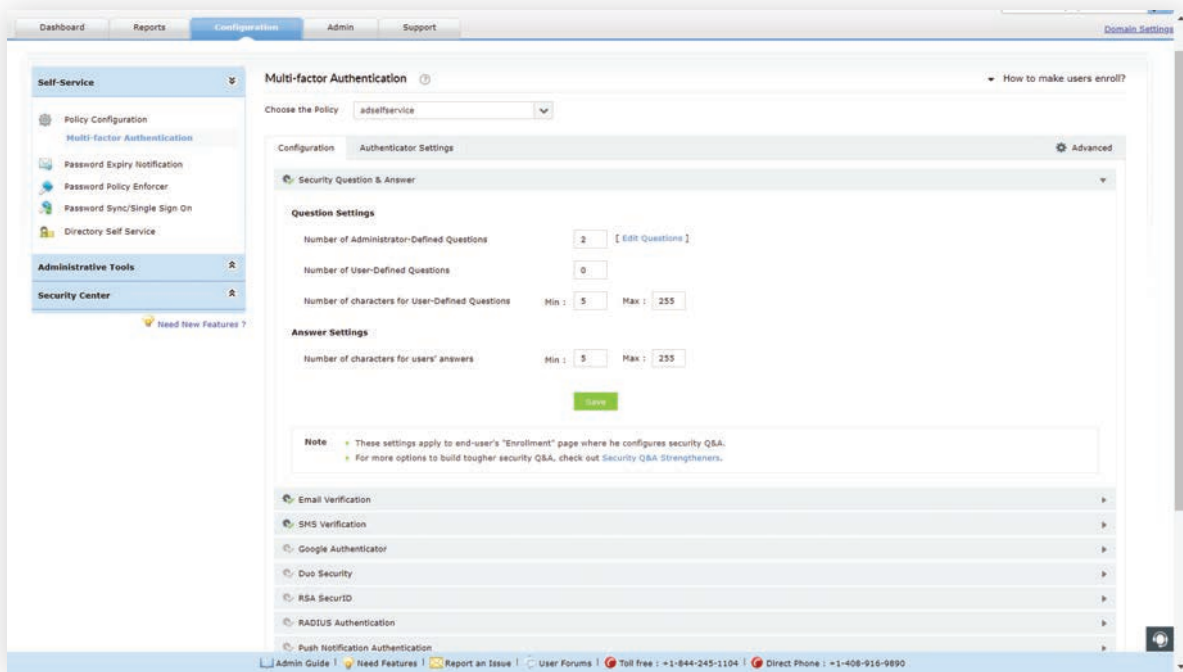 Dashboard Reports Configuration Admin Support
Domain Settings
Self-Service
Policy Configuration
Multi-factor Authentication
Password Expiry Notification
Password Policy Enforcer
Password Sync/Single Sign On
Directory Self Service
Administrative Tools
Security Center
Need New Features ?
Multi-factor Authentication
How to make users enroll?
Choose the Policy adselfservice
Configuration Authenticator Settings Advanced
Security Question & Answer
Question Settings
Number of Administrator-Defined Questions 2 [ Edit Questions ]
Number of User-Defined Questions 0
Number of characters for User-Defined Questions Min : 5 Max : 255
Answer Settings
Number of characters for users' answers Min : 5 Max : 255
Save
Note These settings apply to end-user's "Enrollment" page where he configures security Q&A.
For more options to build tougher security Q&A, check out Security Q&A Strengtheners.
Email Verification
SMS Verification
Google Authenticator
Duo Security
RSA SecurID
RADIUS Authentication
Push Notification Authentication
Admin Guide | Need Features | Report an Issue | User Forums | Toll free : +1-844-245-1104 | Direct Phone : +1-408-916-9890